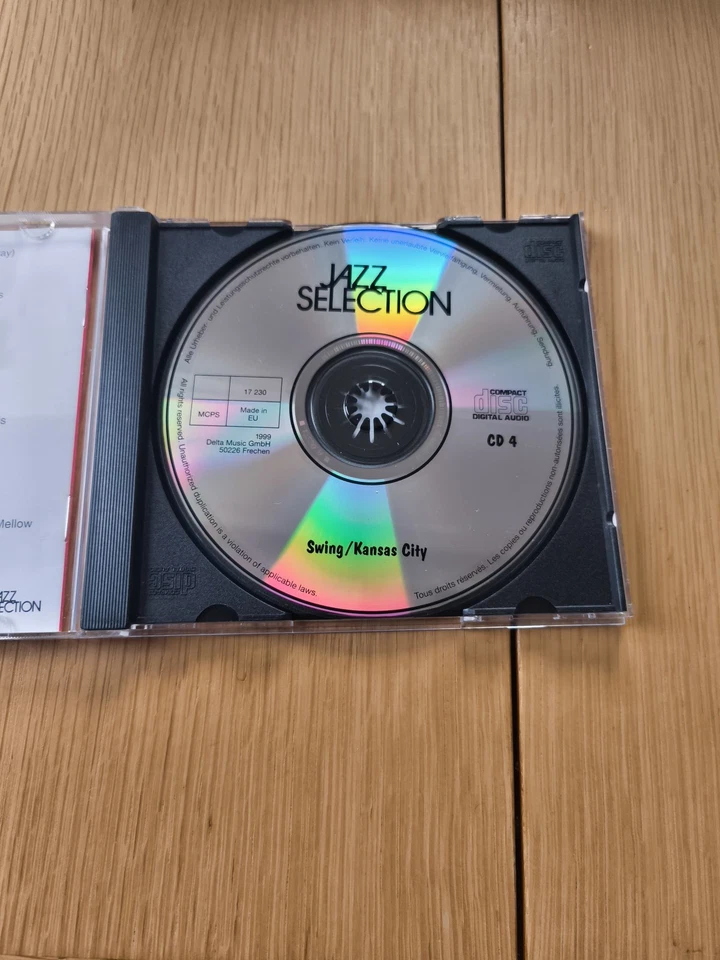 JAZZ
SELECTION
Alle Urheber- und Leistungsschutzrechte vorbehalten. Kein Verleih! Keine unerlaubte Vervielfältigung, Vermietung, Aufführung, Sendung.
17 230
MCPS
Made in
EU
1999
Delta Music GmbH
50226 Frechen
COMPACT
disc
DIGITAL AUDIO
CD 4
Swing/Kansas City
All rights reserved. Unauthorized duplication is a violation of applicable laws.
Tous droits réservés. Les copies ou reproductions non-autorisées sont illicites.
disc
Mellow